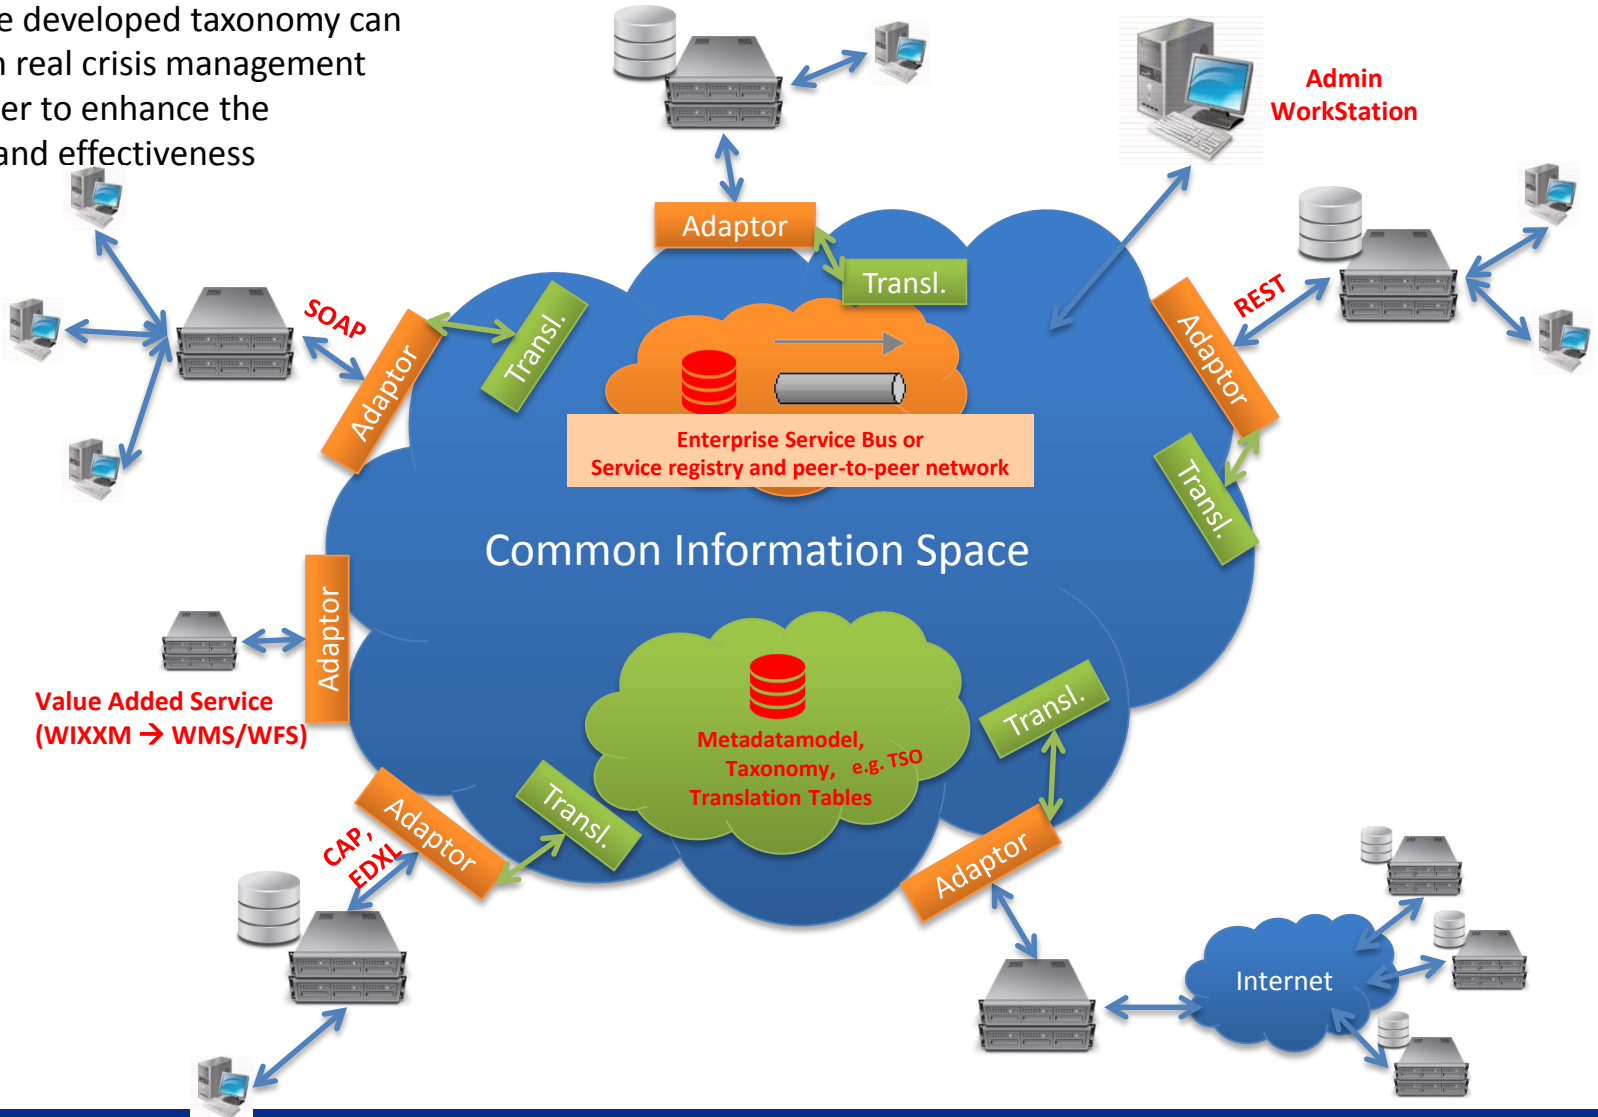 e developed taxonomy can
n real crisis management
er to enhance the
and effectiveness
Admin
WorkStation
Adaptor
Transl.
SOAP
Adaptor
Transl.
REST
Adaptor
Transl.
Enterprise Service Bus or
Service registry and peer-to-peer network
Common Information Space
Adaptor
Value Added Service
(WIXXM → WMS/WFS)
Metadatamodel,
Taxonomy, e.g. TSO
Translation Tables
Transl.
Adaptor
CAP,
EDXL
Adaptor
Transl.
Internet